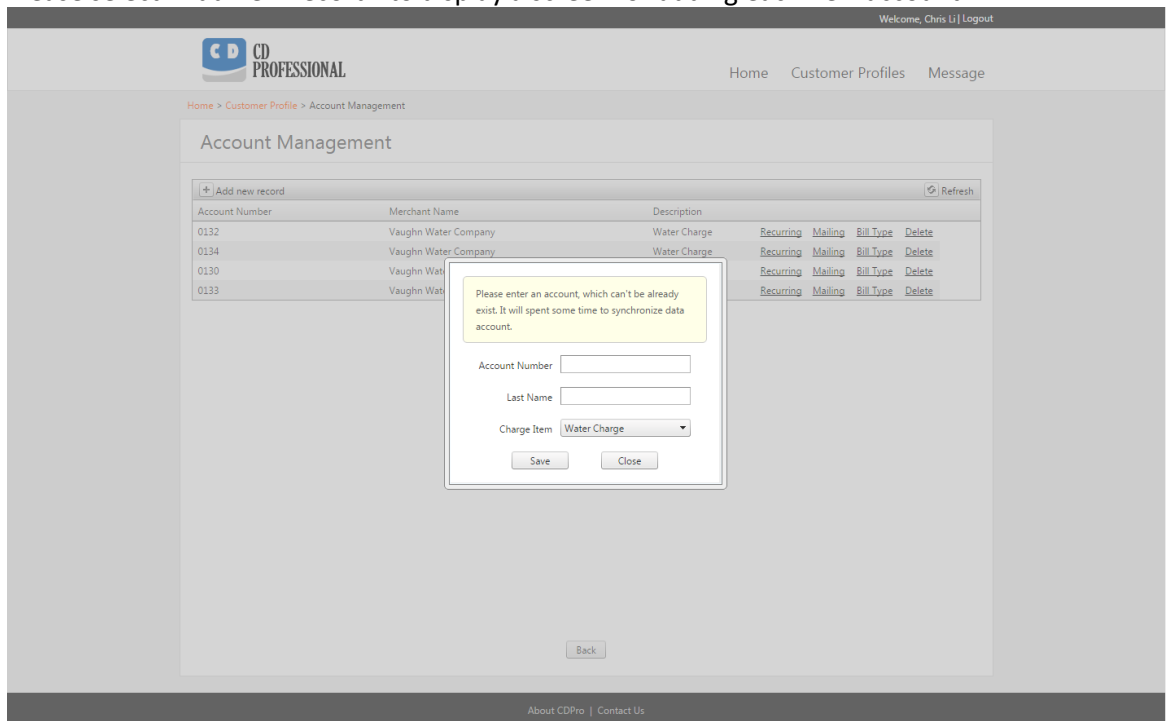 Welcome, Chris Li | Logout
CD
CD
PROFESSIONAL
Home Customer Profiles Message
Home > Customer Profile > Account Management
Account Management
+ Add new record Refresh
Account Number Merchant Name Description
0132 Vaughn Water Company Water Charge Recurring Mailing Bill Type Delete
0134 Vaughn Water Company Water Charge Recurring Mailing Bill Type Delete
0130 Vaughn Wat Recurring Mailing Bill Type Delete
0133 Vaughn Wat Recurring Mailing Bill Type Delete
Please enter an account, which can't be already
exist. It will spent some time to synchronize data
account.
Account Number
Last Name
Charge Item Water Charge
Save Close
Back
About CDPro | Contact Us